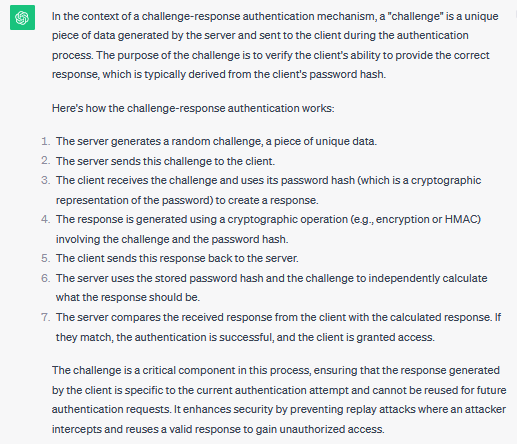 In the context of a challenge-response authentication mechanism, a "challenge" is a unique
piece of data generated by the server and sent to the client during the authentication
process. The purpose of the challenge is to verify the client's ability to provide the correct
response, which is typically derived from the client's password hash.
Here's how the challenge-response authentication works:
1. The server generates a random challenge, a piece of unique data.
2. The server sends this challenge to the client.
3. The client receives the challenge and uses its password hash (which is a cryptographic
representation of the password) to create a response.
4. The response is generated using a cryptographic operation (e.g., encryption or HMAC)
involving the challenge and the password hash.
5. The client sends this response back to the server.
6. The server uses the stored password hash and the challenge to independently calculate
what the response should be.
7. The server compares the received response from the client with the calculated response. If
they match, the authentication is successful, and the client is granted access.
The challenge is a critical component in this process, ensuring that the response generated
by the client is specific to the current authentication attempt and cannot be reused for future
authentication requests. It enhances security by preventing replay attacks where an attacker
intercepts and reuses a valid response to gain unauthorized access.